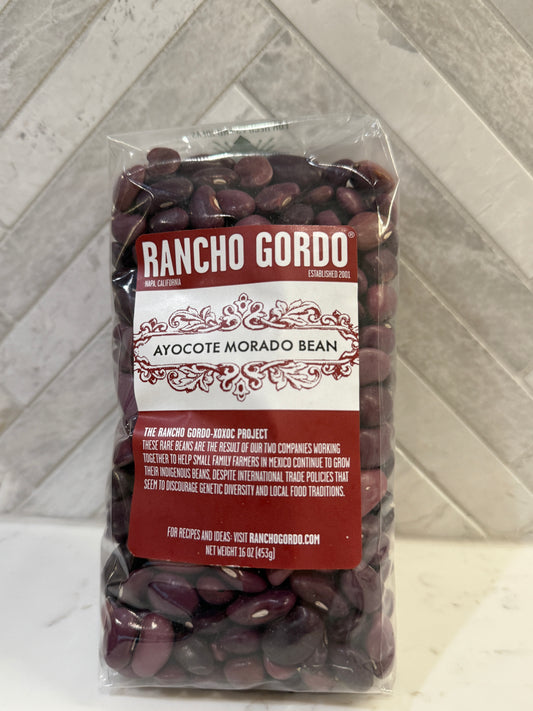 RANCHO GORDO®
NAPA, CALIFORNIA ESTABLISHED 2001
AYOCOTE MORADO BEAN
THE RANCHO GORDO-XOXOC PROJECT
THESE RARE BEANS ARE THE RESULT OF OUR TWO COMPANIES WORKING
TOGETHER TO HELP SMALL FAMILY FARMERS IN MEXICO CONTINUE TO GROW
THEIR INDIGENOUS BEANS, DESPITE INTERNATIONAL TRADE POLICIES THAT
SEEM TO DISCOURAGE GENETIC DIVERSITY AND LOCAL FOOD TRADITIONS.
FOR RECIPES AND IDEAS: VISIT RANCHOGORDO.COM
NET WEIGHT 16 OZ (453g)